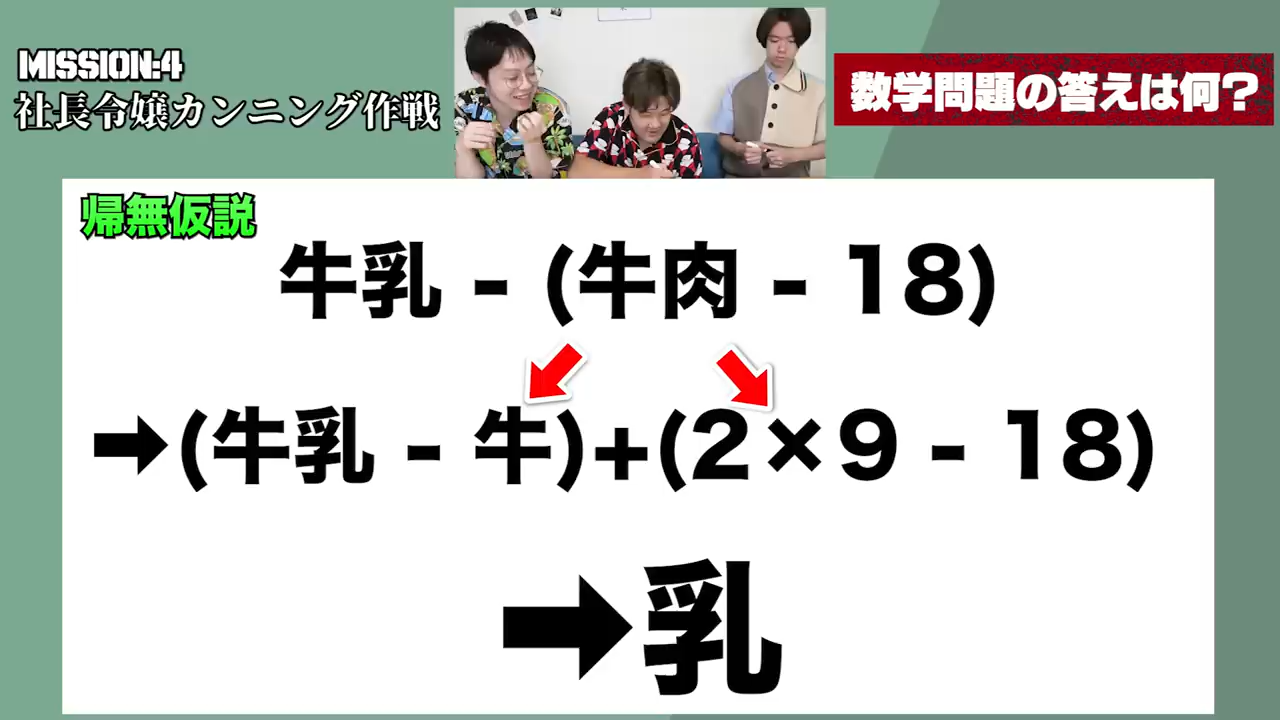 MISSION:4
社長令嬢カンニング作戦
数学問題の答えは何？
帰無仮説
牛乳 - (牛肉 - 18)
➡(牛乳 - 牛)+(2×9 - 18)
➡乳